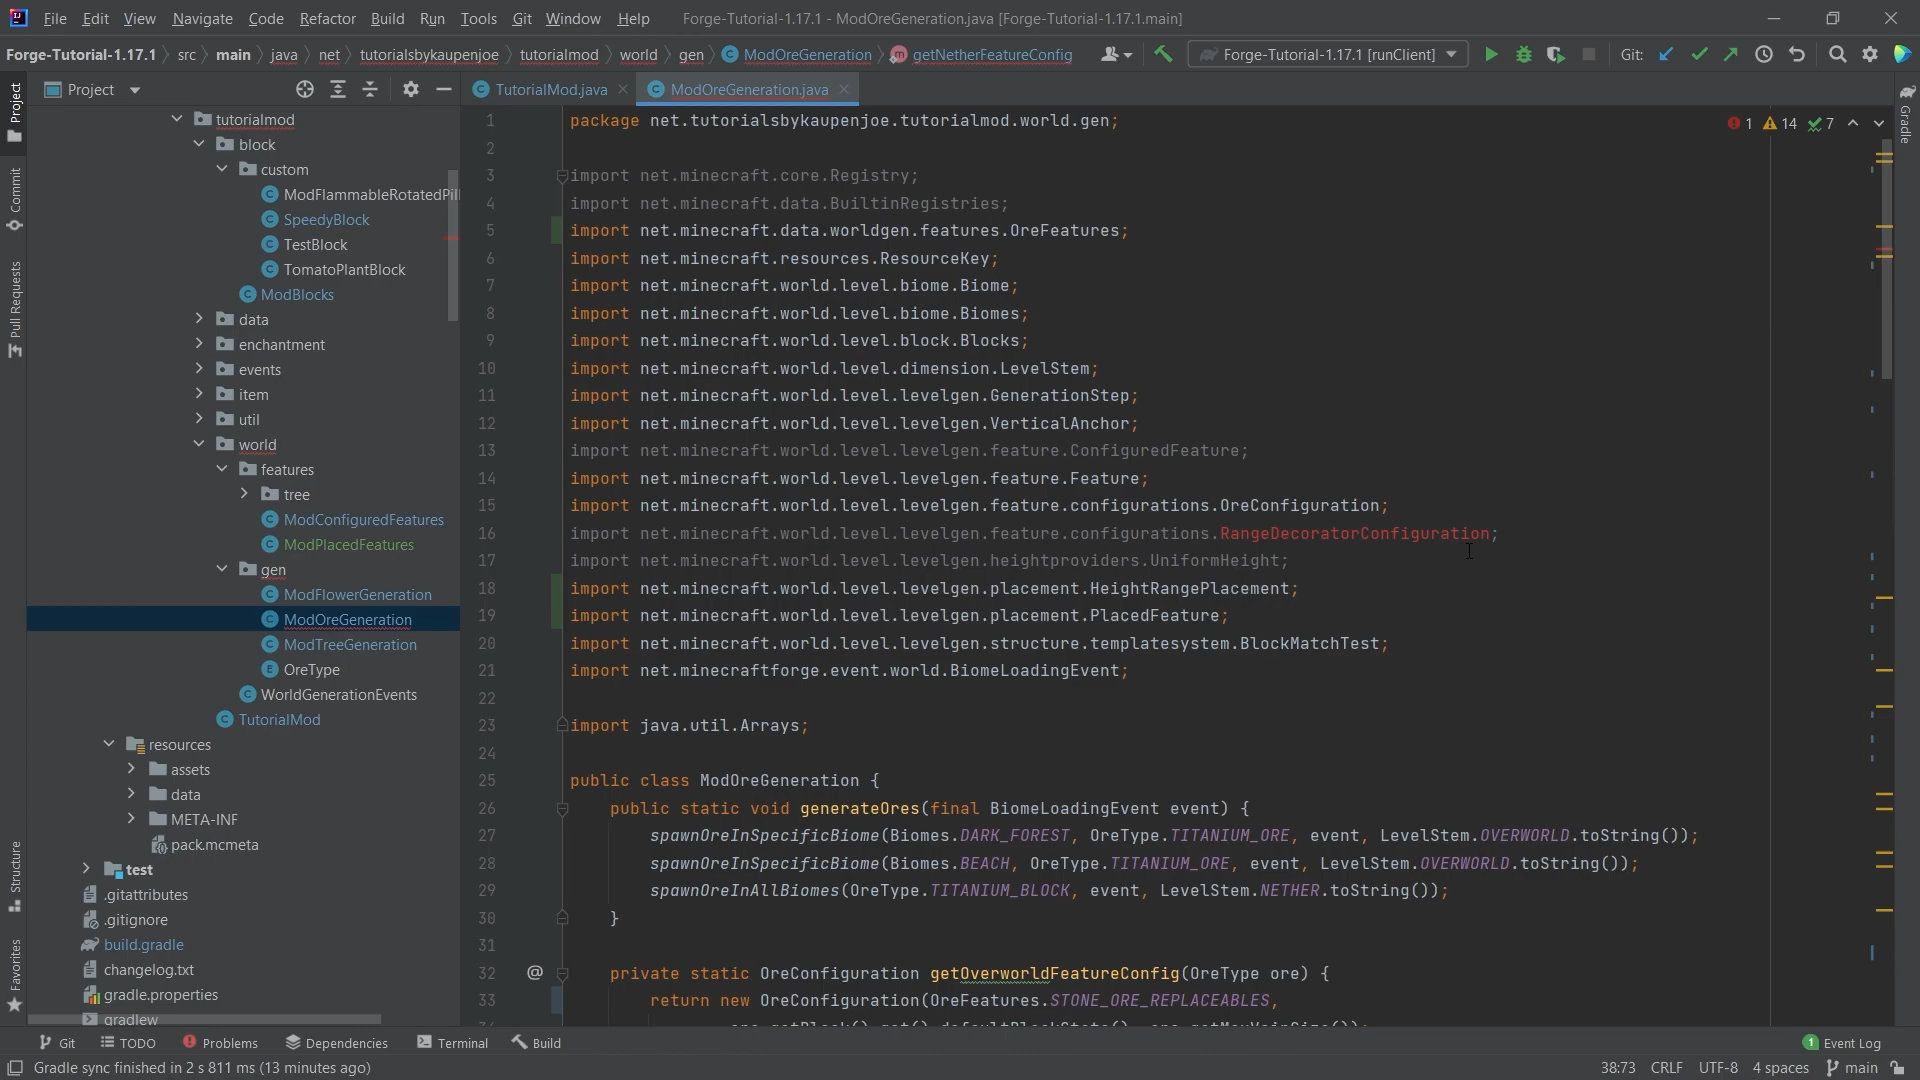 File Edit View Navigate Code Refactor Build Run Tools Git Window Help Forge-Tutorial-1.17.1 - ModOreGeneration.java [Forge-Tutorial-1.17.1.main]
Forge-Tutorial-1.17.1 src main java net tutorialsbykaupenjoe tutorialmod world gen ModOreGeneration getNetherFeatureConfig Forge-Tutorial-1.17.1 [runClient] Git:
Project
TutorialMod.java ModOreGeneration.java
Project
Commit
Pull Requests
Structure
Favorites
Gradle
tutorialmod
block
custom
ModFlammableRotatedPil
SpeedyBlock
TestBlock
TomatoPlantBlock
ModBlocks
data
enchantment
events
item
util
world
features
tree
ModConfiguredFeatures
ModPlacedFeatures
gen
ModFlowerGeneration
ModOreGeneration
ModTreeGeneration
OreType
WorldGenerationEvents
TutorialMod
resources
assets
data
META-INF
pack.mcmeta
test
.gitattributes
.gitignore
build.gradle
changelog.txt
gradle.properties
gradlew
1 14 7
1 package net.tutorialsbykaupenjoe.tutorialmod.world.gen;
2
3 import net.minecraft.core.Registry;
4 import net.minecraft.data.BuiltinRegistries;
5 import net.minecraft.data.worldgen.features.OreFeatures;
6 import net.minecraft.resources.ResourceKey;
7 import net.minecraft.world.level.biome.Biome;
8 import net.minecraft.world.level.biome.Biomes;
9 import net.minecraft.world.level.block.Blocks;
10 import net.minecraft.world.level.dimension.LevelStem;
11 import net.minecraft.world.level.levelgen.GenerationStep;
12 import net.minecraft.world.level.levelgen.VerticalAnchor;
13 import net.minecraft.world.level.levelgen.feature.ConfiguredFeature;
14 import net.minecraft.world.level.levelgen.feature.Feature;
15 import net.minecraft.world.level.levelgen.feature.configurations.OreConfiguration;
16 import net.minecraft.world.level.levelgen.feature.configurations.RangeDecoratorConfiguration;
17 import net.minecraft.world.level.levelgen.heightproviders.UniformHeight;
18 import net.minecraft.world.level.levelgen.placement.HeightRangePlacement;
19 import net.minecraft.world.level.levelgen.placement.PlacedFeature;
20 import net.minecraft.world.level.levelgen.structure.templatesystem.BlockMatchTest;
21 import net.minecraftforge.event.world.BiomeLoadingEvent;
22
23 import java.util.Arrays;
24
25 public class ModOreGeneration {
26 public static void generateOres(final BiomeLoadingEvent event) {
27 spawnOreInSpecificBiome(Biomes.DARK_FOREST, OreType.TITANIUM_ORE, event, LevelStem.OVERWORLD.toString());
28 spawnOreInSpecificBiome(Biomes.BEACH, OreType.TITANIUM_ORE, event, LevelStem.OVERWORLD.toString());
29 spawnOreInAllBiomes(OreType.TITANIUM_BLOCK, event, LevelStem.NETHER.toString());
30 }
31
32 @ private static OreConfiguration getOverworldFeatureConfig(OreType ore) {
33 return new OreConfiguration(OreFeatures.STONE_ORE_REPLACEABLES,
Git TODO Problems Dependencies Terminal Build 1 Event Log
Gradle sync finished in 2 s 811 ms (13 minutes ago) 38:73 CRLF UTF-8 4 spaces main